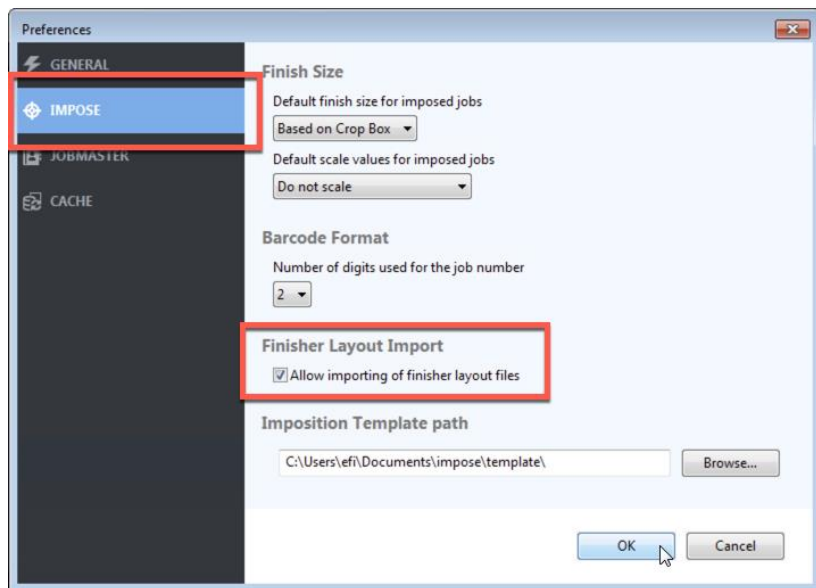 Preferences
GENERAL
IMPOSE
JOBMASTER
CACHE
Finish Size
Default finish size for imposed jobs
Based on Crop Box
Default scale values for imposed jobs
Do not scale
Barcode Format
Number of digits used for the job number
2
Finisher Layout Import
Allow importing of finisher layout files
Imposition Template path
C:\Users\efi\Documents\impose\template\
Browse...
OK
Cancel